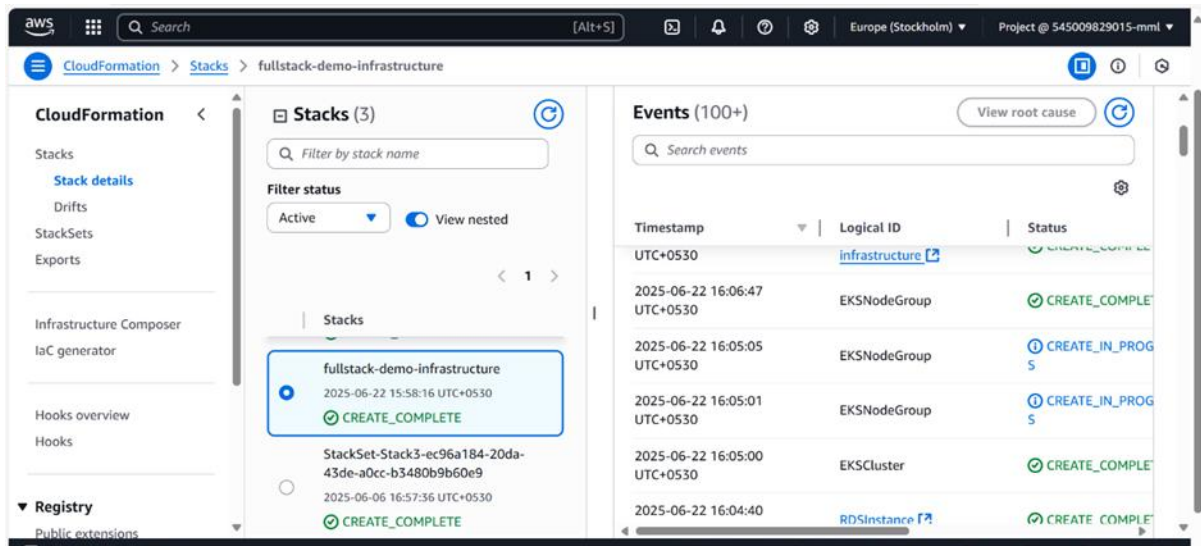 aws
Search [Alt+S] Europe (Stockholm) Project @ 545009829015-mml
CloudFormation > Stacks > fullstack-demo-infrastructure
CloudFormation
Stacks
Stack details
Drifts
StackSets
Exports
Infrastructure Composer
IaC generator
Hooks overview
Hooks
Registry
Public extensions
Stacks (3)
Filter by stack name
Filter status
Active View nested
1
Stacks
fullstack-demo-infrastructure
2025-06-22 15:58:16 UTC+0530
CREATE_COMPLETE
StackSet-Stack3-ec96a184-20da-
43de-a0cc-b3480b9b60e9
2025-06-06 16:57:36 UTC+0530
CREATE_COMPLETE
Events (100+) View root cause
Search events
Timestamp Logical ID Status
UTC+0530 infrastructure
2025-06-22 16:06:47
UTC+0530 EKSNodeGroup CREATE_COMPLET
2025-06-22 16:05:05
UTC+0530 EKSNodeGroup CREATE_IN_PROG
S
2025-06-22 16:05:01
UTC+0530 EKSNodeGroup CREATE_IN_PROG
S
2025-06-22 16:05:00
UTC+0530 EKSCluster CREATE_COMPLET
2025-06-22 16:04:40
RDSInstance CREATE_COMPLET